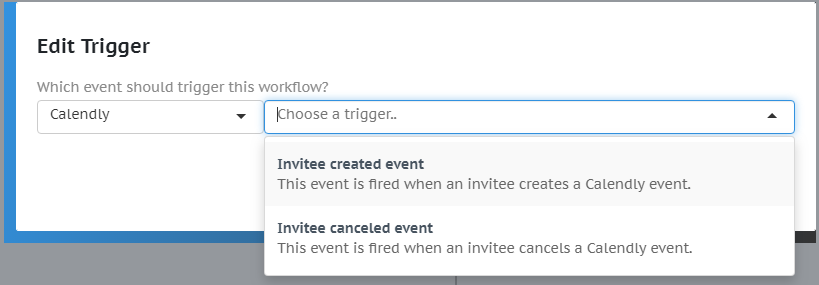 Edit Trigger
Which event should trigger this workflow?
Calendly
Choose a trigger..
Invitee created event
This event is fired when an invitee creates a Calendly event.
Invitee canceled event
This event is fired when an invitee cancels a Calendly event.